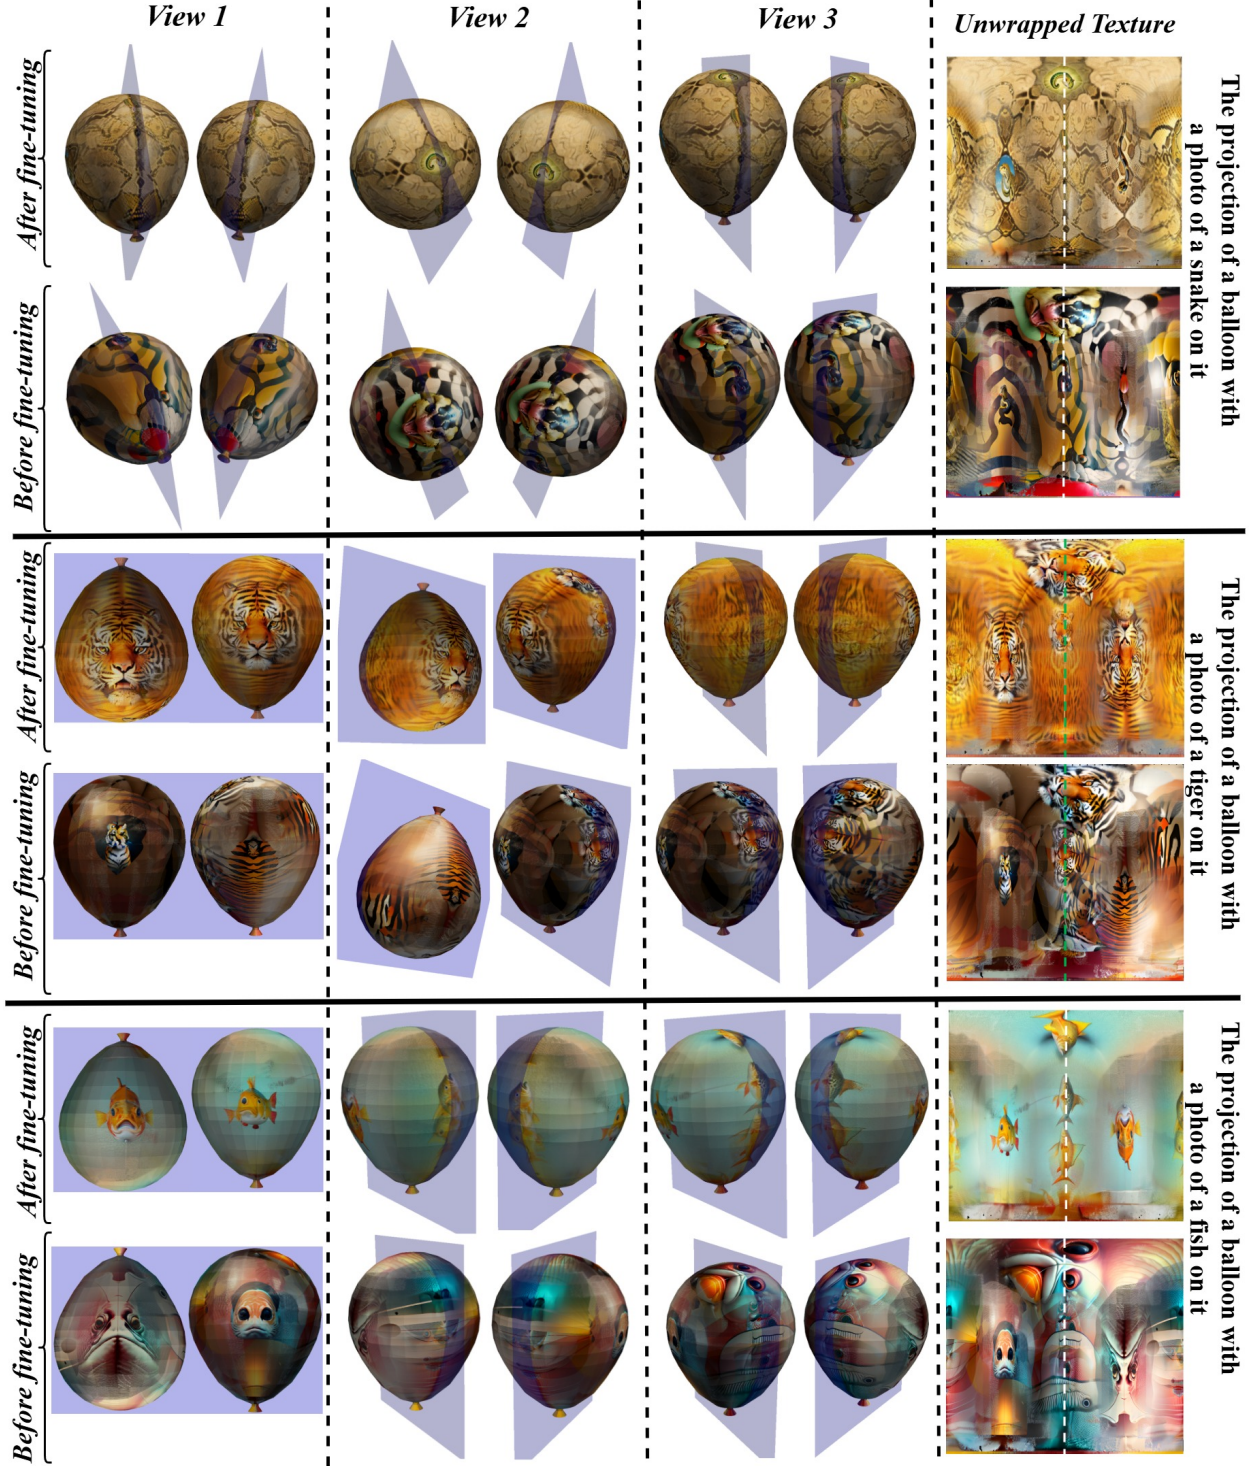 View 1
View 2
View 3
Unwrapped Texture
After fine-tuning
Before fine-tuning
The projection of a balloon with
a photo of a snake on it
After fine-tuning
Before fine-tuning
The projection of a balloon with
a photo of a tiger on it
After fine-tuning
Before fine-tuning
The projection of a balloon with
a photo of a fish on it